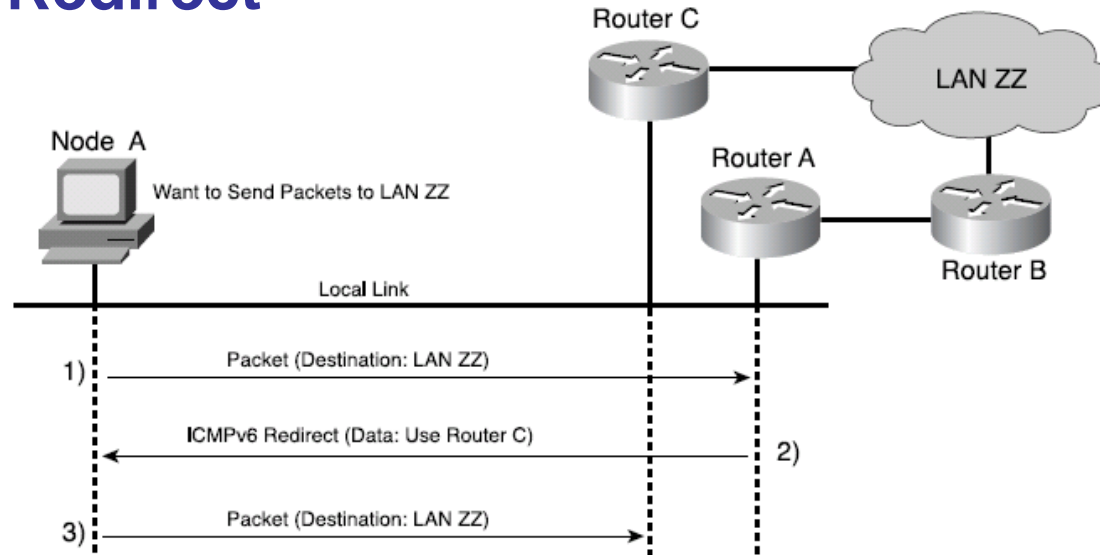 Redirect
Router C
LAN ZZ
Node A
Router A
Want to Send Packets to LAN ZZ
Router B
Local Link
1)
Packet (Destination: LAN ZZ)
ICMPv6 Redirect (Data: Use Router C)
2)
3)
Packet (Destination: LAN ZZ)